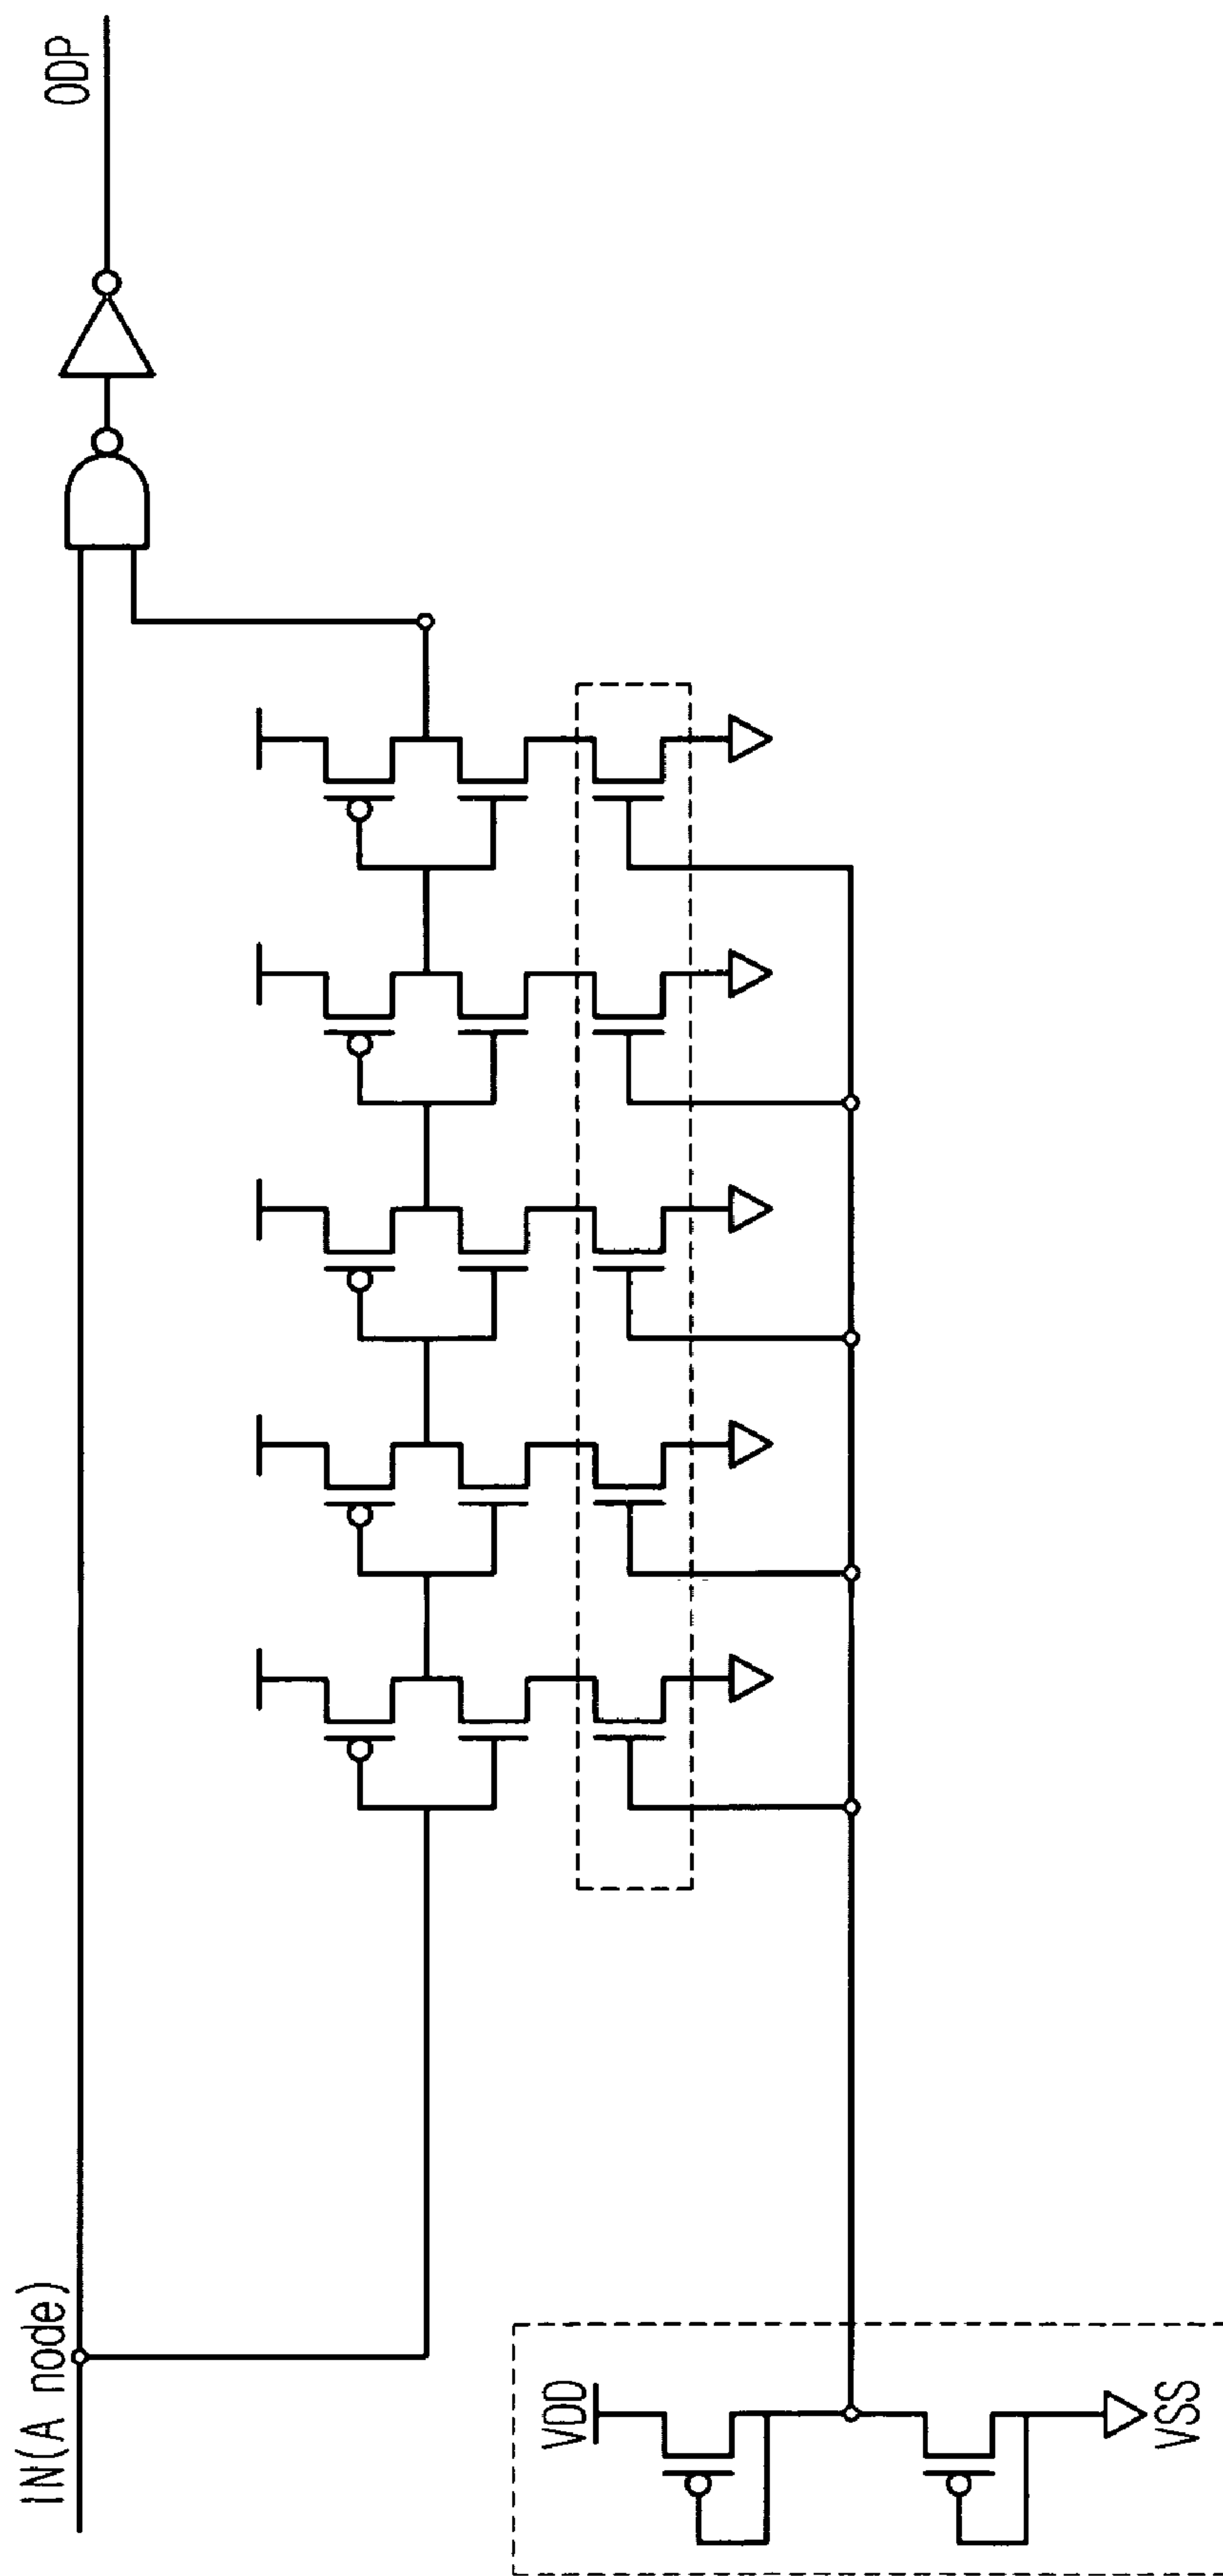 IN(A node)
ODP
VDD
VSS